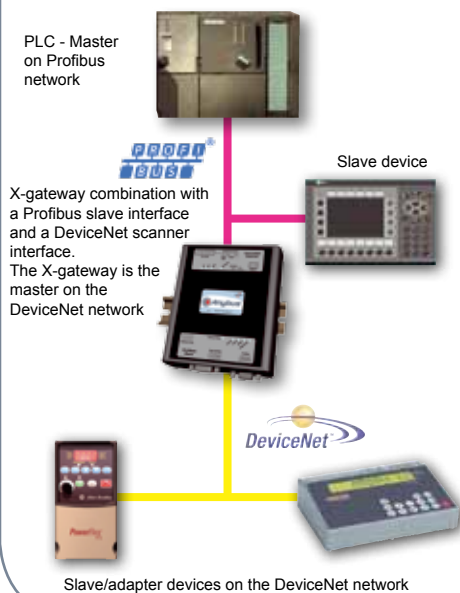 PLC - Master
on Profibus
network
PROFI
BUS
®
Slave device
X-gateway combination with
a Profibus slave interface
and a DeviceNet scanner
interface.
The X-gateway is the
master on the
DeviceNet network
Anybus
DeviceNet™
PowerFlex
Slave/adapter devices on the DeviceNet network